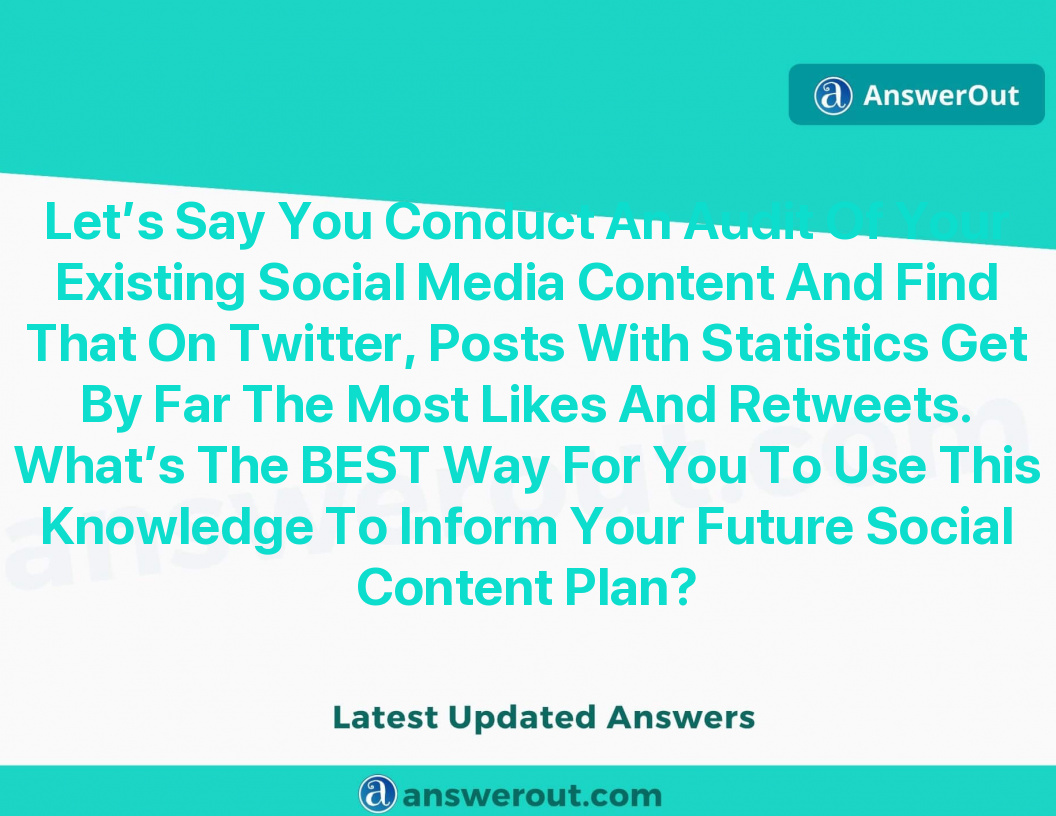 AnswerOut
Let’s Say You Conduct An Audit Of Your
Existing Social Media Content And Find
That On Twitter, Posts With Statistics Get
By Far The Most Likes And Retweets.
What’s The BEST Way For You To Use This
Knowledge To Inform Your Future Social
Content Plan?
answerout.com
Latest Updated Answers
answerout.com